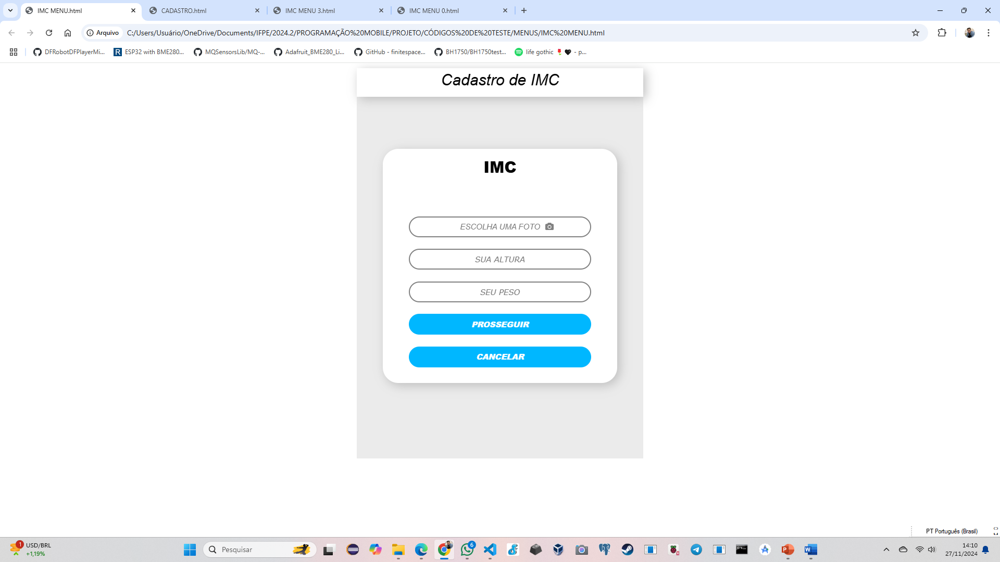 IMC MENU.html
CADASTRO.html
IMC MENU 3.html
IMC MENU 0.html
Arquivo
C:/Users/Usuário/OneDrive/Documents/IFPE/2024.2/PROGRAMAÇÃO%20MOBILE/PROJETO/CÓDIGOS%20DE%20TESTE/MENUS/IMC%20MENU.html
DFRobotDFPlayerMi...
R
ESP32 with BME280...
MQSensorsLib/MQ-...
Adafruit_BME280_Li...
GitHub - finitespace...
BH1750/BH1750test...
life gothic 🌹🖤 - p...
Cadastro de IMC
IMC
ESCOLHA UMA FOTO
SUA ALTURA
SEU PESO
PROSSEGUIR
CANCELAR
PT Português (Brasil)
1
USD/BRL
+1,19%
Pesquisar
6
14:10
27/11/2024